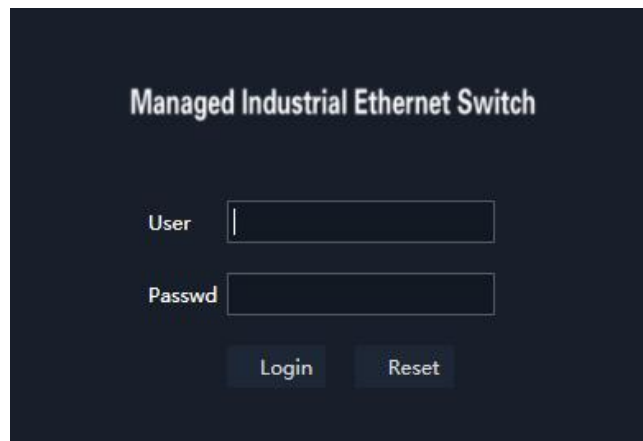 Managed Industrial Ethernet Switch
User
Passwd
Login Reset